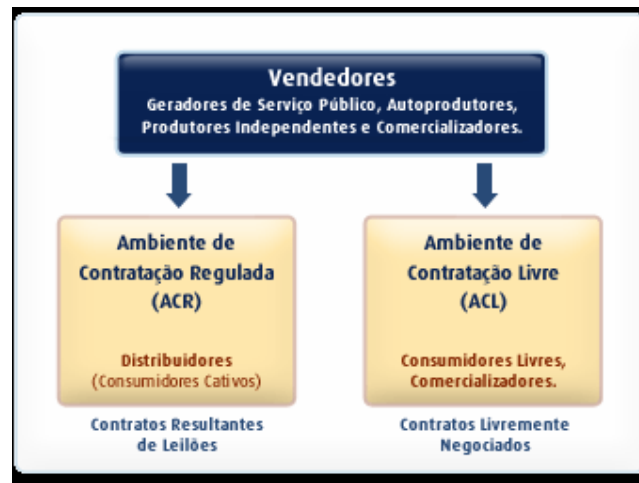 Vendedores
Geradores de Serviço Público, Autoprodutores,
Produtores Independentes e Comercializadores.
Ambiente de
Contratação Regulada
(ACR)
Distribuidores
(Consumidores Cativos)
Contratos Resultantes
de Leilões
Ambiente de
Contratação Livre
(ACL)
Consumidores Livres,
Comercializadores.
Contratos Livremente
Negociados